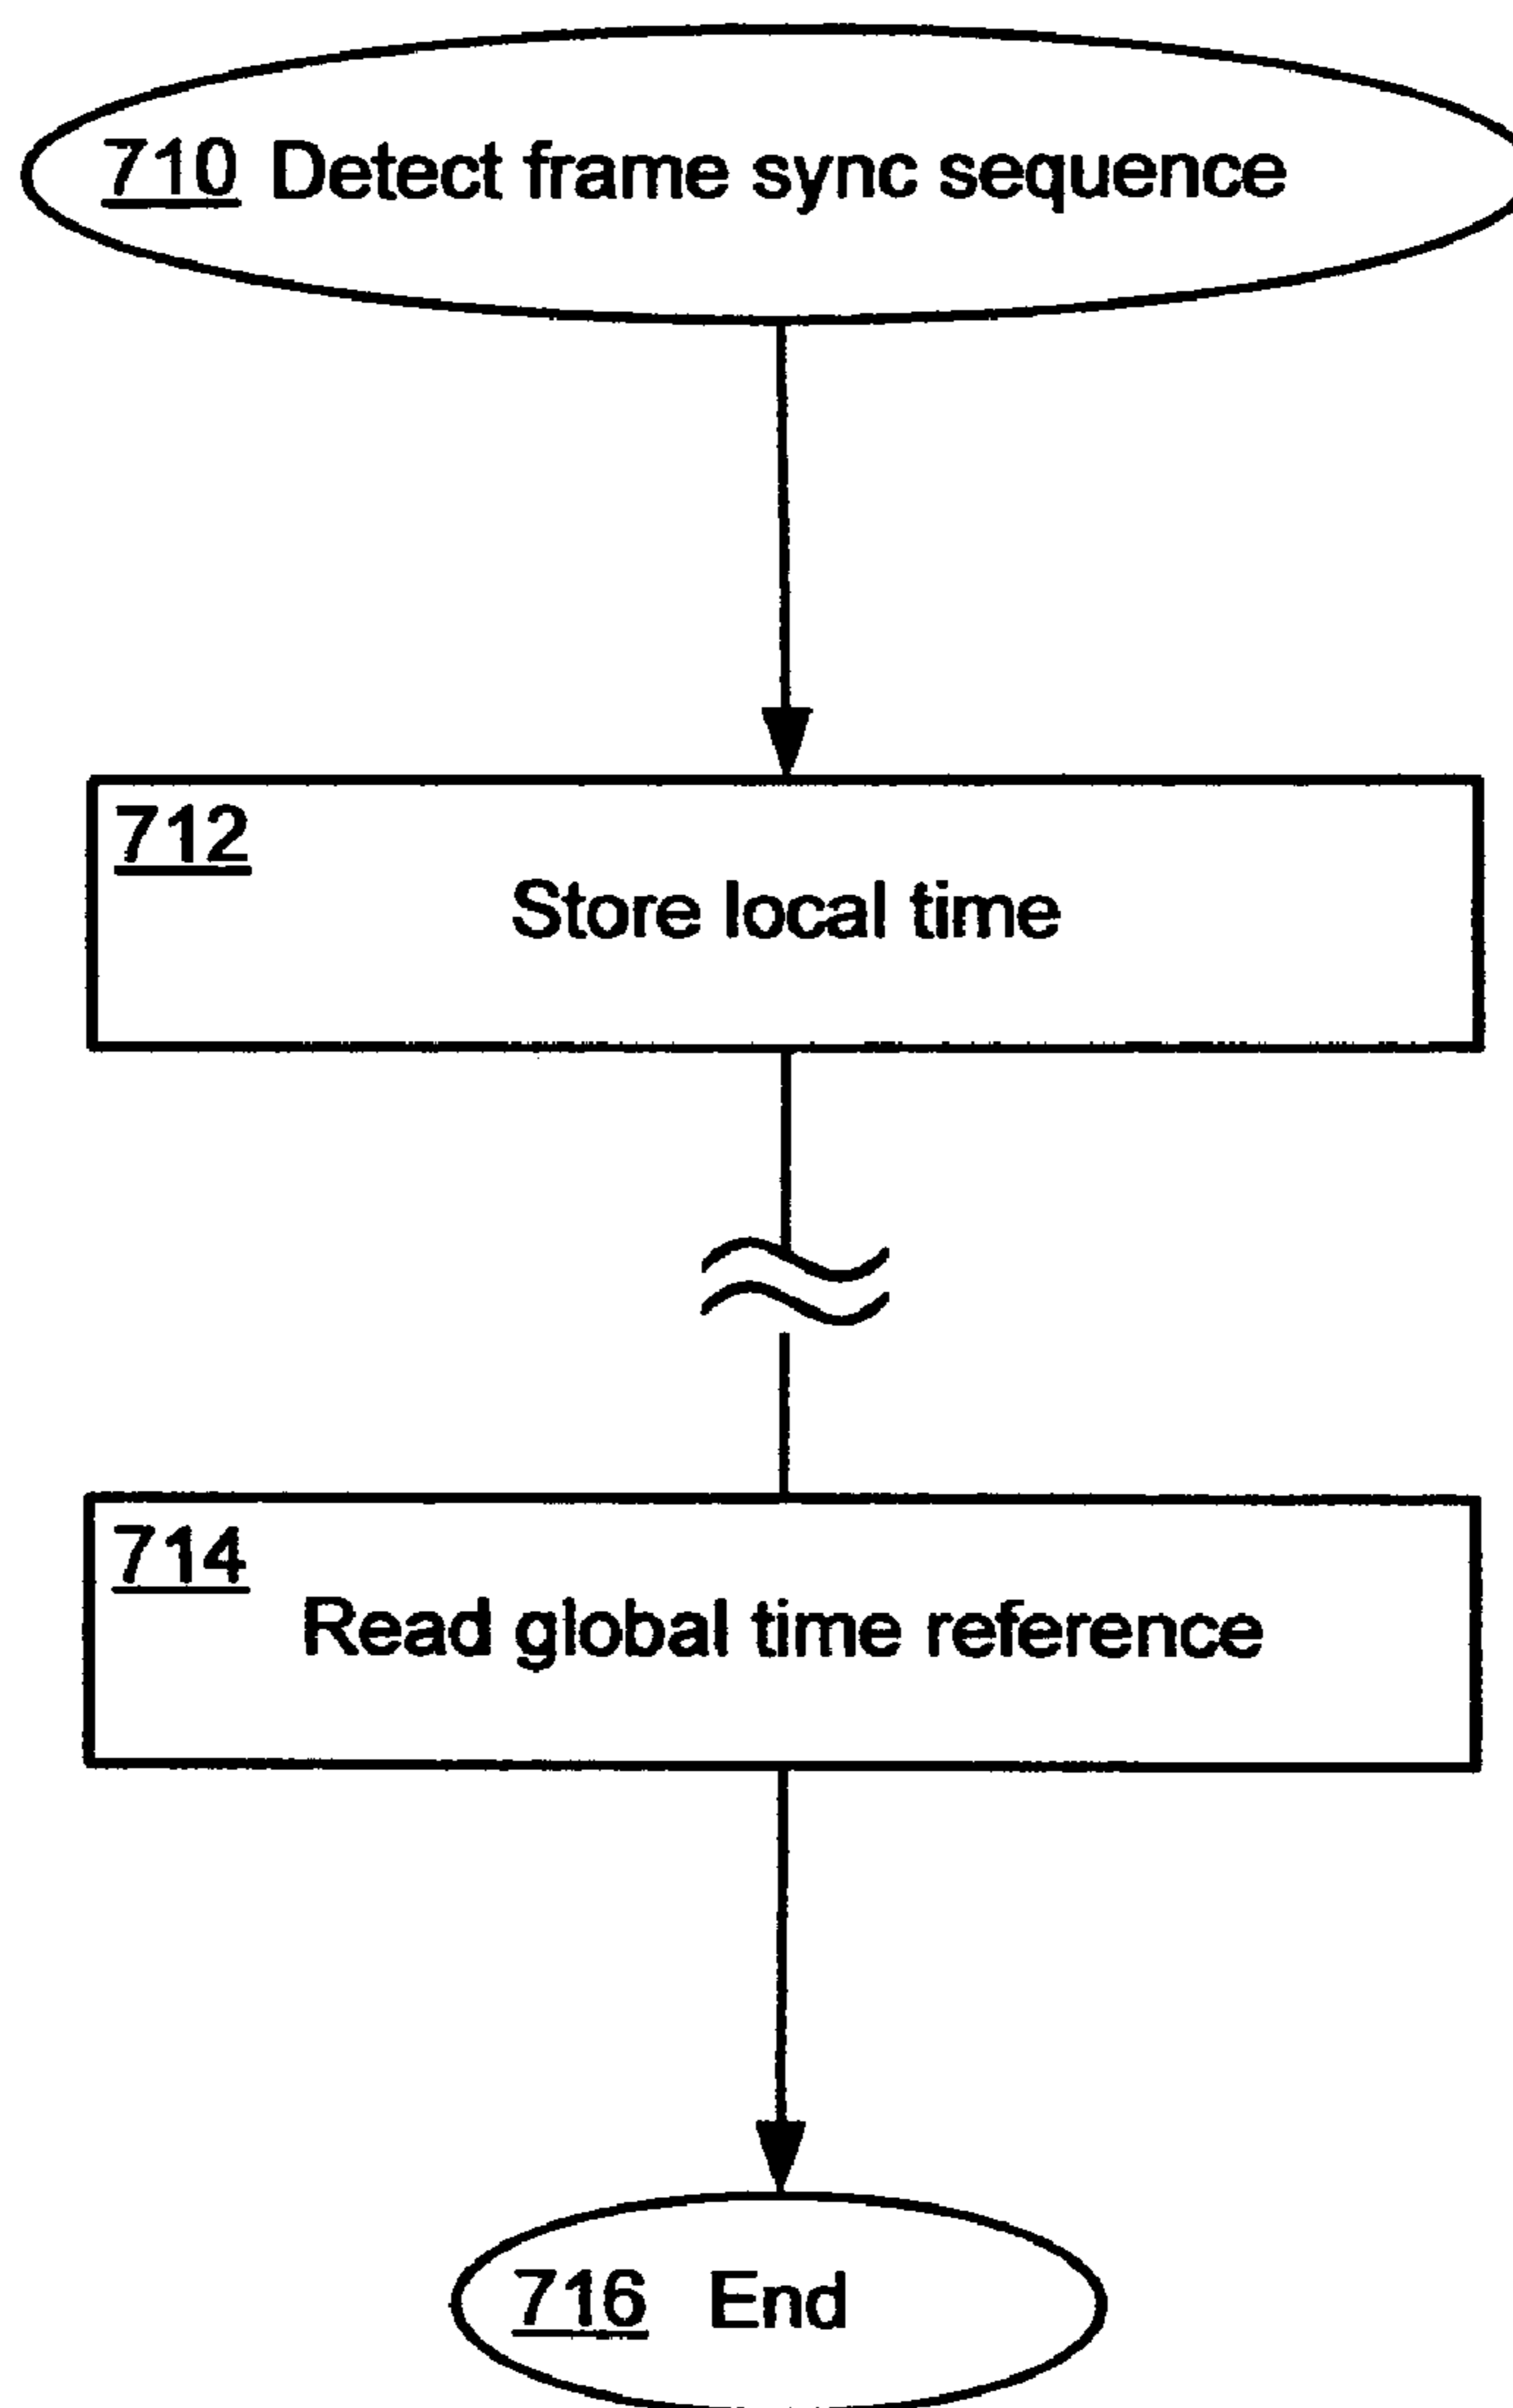 710 Detect frame sync sequence
712
Store local time
714
Read global time reference
716 End